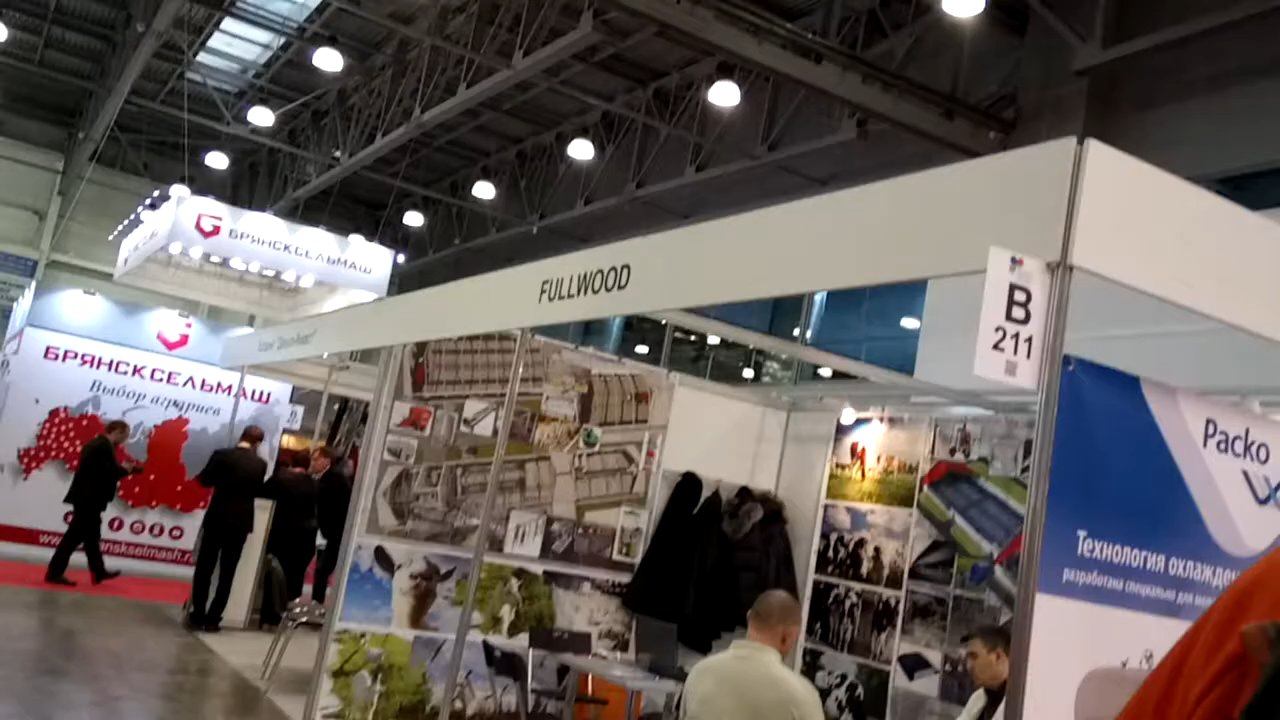 БРЯНСКСЕЛЬМАШ
БРЯНСКСЕЛЬМАШ
Выбор аграриев
FULLWOOD
B
211
Packo
Технология охлажден
разработана специально для